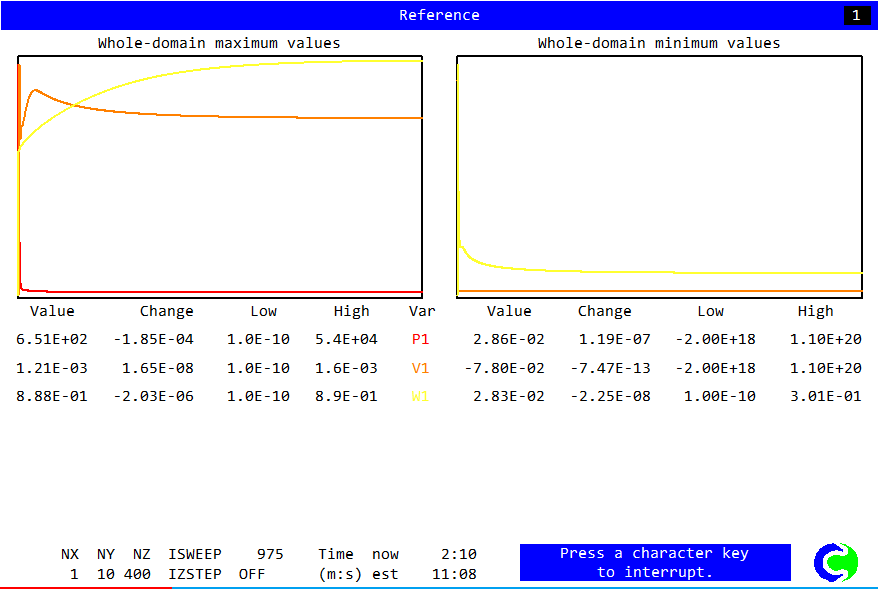 Reference 1
Whole-domain maximum values Whole-domain minimum values
Value Change Low High Var Value Change Low High
6.51E+02 -1.85E-04 1.0E-10 5.4E+04 P1 2.86E-02 1.19E-07 -2.00E+18 1.10E+20
1.21E-03 1.65E-08 1.0E-10 1.6E-03 V1 -7.80E-02 -7.47E-13 -2.00E+18 1.10E+20
8.88E-01 -2.03E-06 1.0E-10 8.9E-01 W1 2.83E-02 -2.25E-08 1.00E-10 3.01E-01
NX NY NZ ISWEEP 975 Time now 2:10 Press a character key
1 10 400 IZSTEP OFF (m:s) est 11:08 to interrupt.